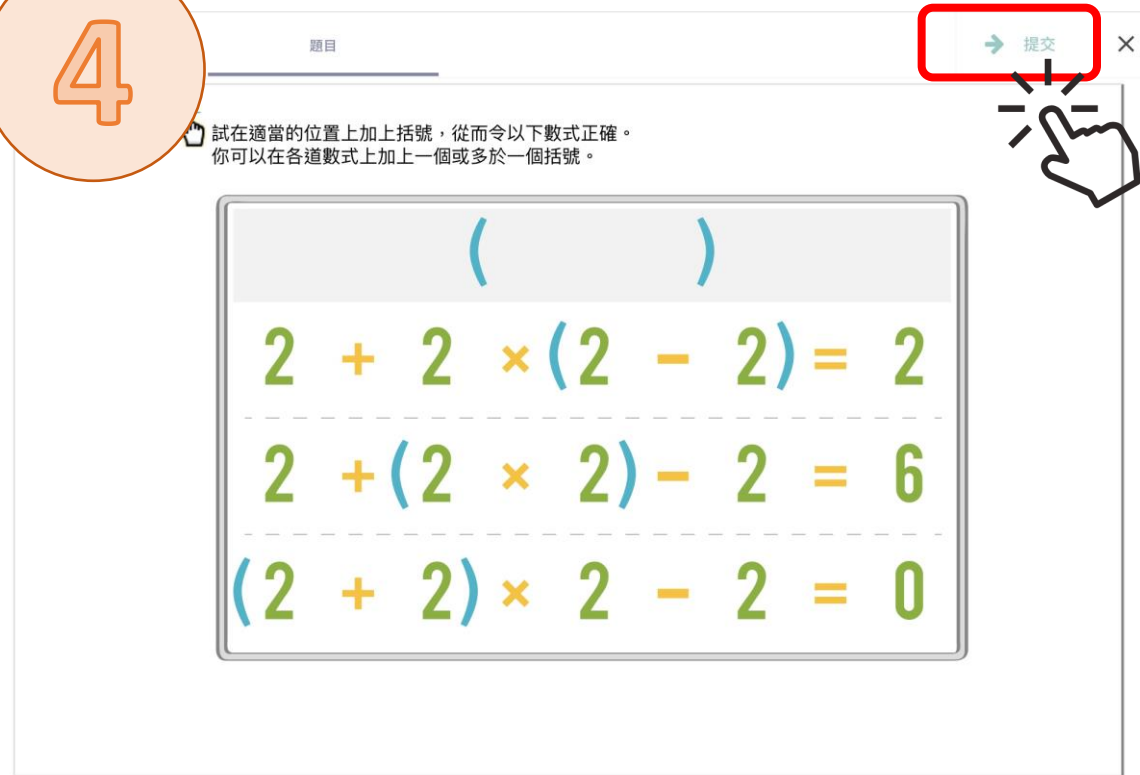 4
題目
提交
試在適當的位置上加上括號，從而令以下數式正確。
你可以在各道數式上加上一個或多於一個括號。
( )
2 + 2 × (2 - 2) = 2
2 + (2 × 2) - 2 = 6
(2 + 2) × 2 - 2 = 0